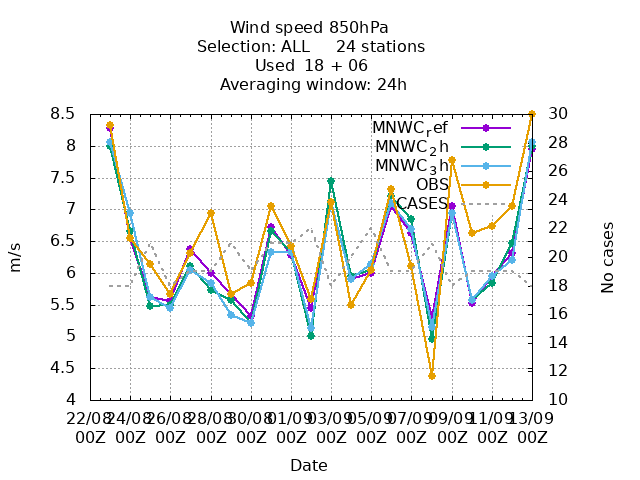 Wind speed 850hPa
Selection: ALL 24 stations
Used 18 + 06
Averaging window: 24h
8.5
8
7.5
7
6.5
6
5.5
5
4.5
4
m/s
30
28
26
24
22
20
18
16
14
12
10
No cases
MNWC_ref
MNWC_2h
MNWC_3h
OBS
CASES
22/08 24/08 26/08 28/08 30/08 01/09 03/09 05/09 07/09 09/09 11/09 13/09
00Z 00Z 00Z 00Z 00Z 00Z 00Z 00Z 00Z 00Z 00Z 00Z
Date